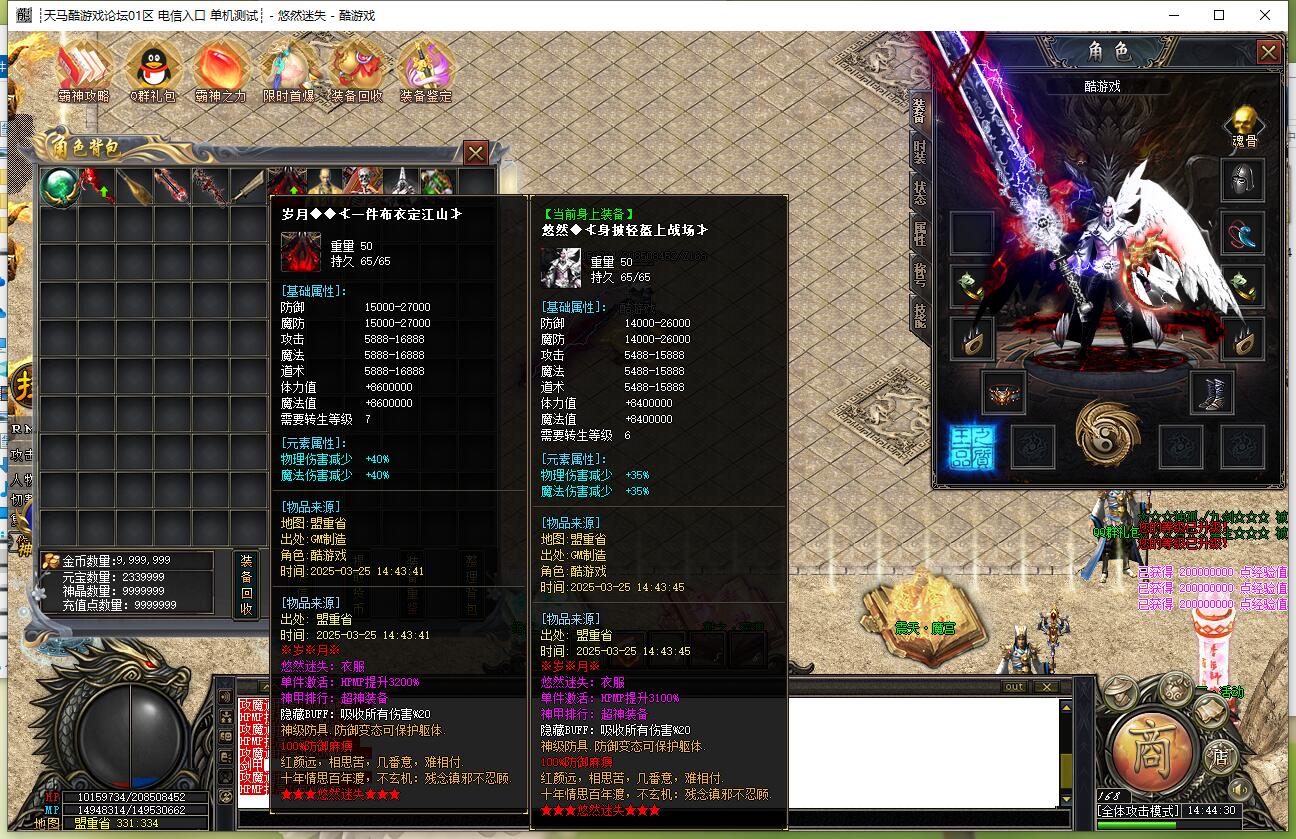 天马酷游戏论坛01区 电信入口 单机测试 - 悠然迷失 - 酷游戏
霸神攻略 Q群礼包 霸神之力 限时首爆 装备回收 装备鉴定
角色背包
岁月◆◆≮一件布衣定江山≯
重量 50
持久 65/65
[基础属性]:
防御 15000-27000
魔防 15000-27000
攻击 5888-16888
魔法 5888-16888
道术 5888-16888
体力值 +8600000
魔法值 +8600000
需要转生等级 7
[元素属性]:
物理伤害减少 +40%
魔法伤害减少 +40%
[物品来源]
地图:盟重省
出处:GM制造
角色:酷游戏
时间:2025-03-25 14:43:41
[物品来源]
出处: 盟重省
时间: 2025-03-25 14:43:41
※岁※月※
悠然迷失: 衣服
单件激活: HPMP提升3200%
神甲排行: 超神装备
隐藏BUFF: 吸收所有伤害%20
神级防具.防御变态可保护躯体.
100%防御麻痹
红颜远，相思苦，几番意，难相付.
十年情思百年渡，不玄机: 残念镇邪不忍顾.
★★★悠然迷失★★★
【当前身上装备】
悠然◆≮身披轻盔上战场≯
重量 50
持久 65/65
[基础属性]:
防御 14000-26000
魔防 14000-26000
攻击 5488-15888
魔法 5488-15888
道术 5488-15888
体力值 +8400000
魔法值 +8400000
需要转生等级 6
[元素属性]:
物理伤害减少 +35%
魔法伤害减少 +35%
[物品来源]
地图:盟重省
出处:GM制造
角色:酷游戏
时间:2025-03-25 14:43:45
[物品来源]
出处: 盟重省
时间: 2025-03-25 14:43:45
※岁※月※
悠然迷失: 衣服
单件激活: HPMP提升3100%
神甲排行: 超神装备
隐藏BUFF: 吸收所有伤害%20
神级防具.防御变态可保护躯体.
100%防御麻痹
红颜远，相思苦，几番意，难相付.
十年情思百年渡，不玄机: 残念镇邪不忍顾.
★★★悠然迷失★★★
角色
酷游戏
装备
时装
状态
属性
称号
技能
魂骨
金币数量:9,999,999
元宝数量: 2339999
神晶数量: 9999999
充值点数量: 9999999
装备回收
QQ群礼包
您的等级已升级!
已获得 200000000 点经验值
已获得 200000000 点经验值
已获得 200000000 点经验值
震天·魔宫
活动
out
HP 10159734/208508452
MP 14948314/149530662
地图 盟重省 331:334
商
店
168
[全体攻击模式] 14:44:30